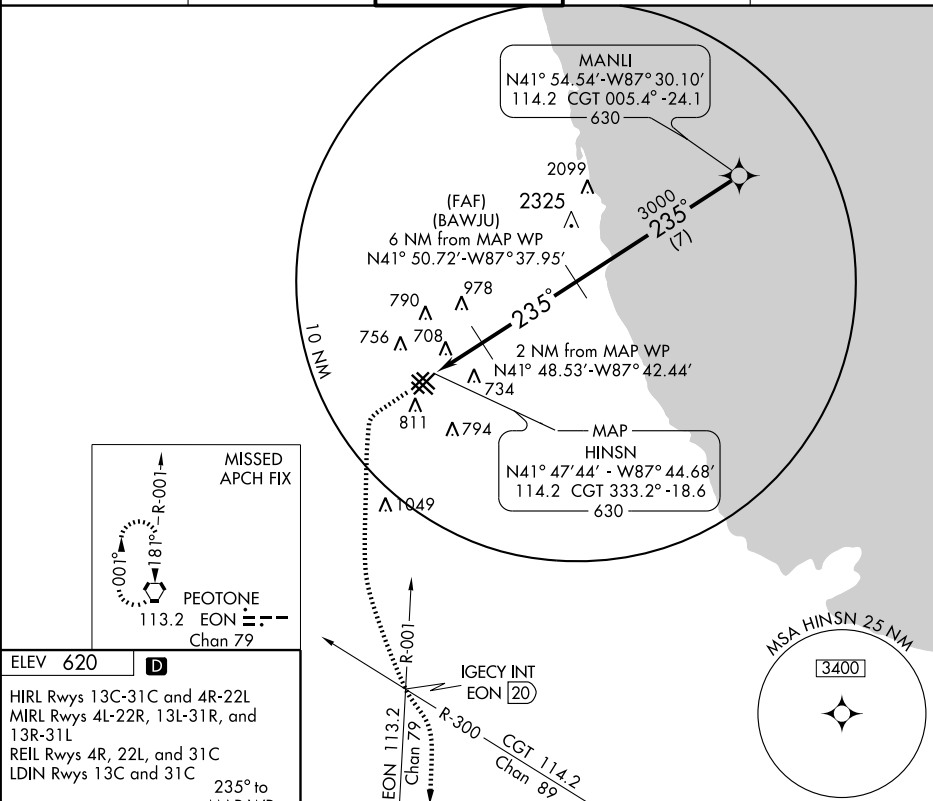 MANLI
N41° 54.54'-W87° 30.10'
114.2 CGT 005.4° -24.1
630
2099
2325
3000
235°
(7)
(FAF)
(BAWJU)
6 NM from MAP WP
N41° 50.72'-W87° 37.95'
978
790
235°
756
708
10 NM
2 NM from MAP WP
N41° 48.53'-W87° 42.44'
734
811
794
MAP
HINSN
N41° 47'44' - W87° 44.68'
114.2 CGT 333.2° -18.6
630
1049
MISSED
APCH FIX
R-001
001°
181°
PEOTONE
113.2 EON
Chan 79
MSA HINSN 25 NM
3400
R-001
IGECY INT
EON 20
R-300
CGT 114.2
Chan 89
EON 113.2
Chan 79
ELEV 620 D
HIRL Rwys 13C-31C and 4R-22L
MIRL Rwys 4L-22R, 13L-31R, and
13R-31L
REIL Rwys 4R, 22L, and 31C
LDIN Rwys 13C and 31C
235° to
MAP WP